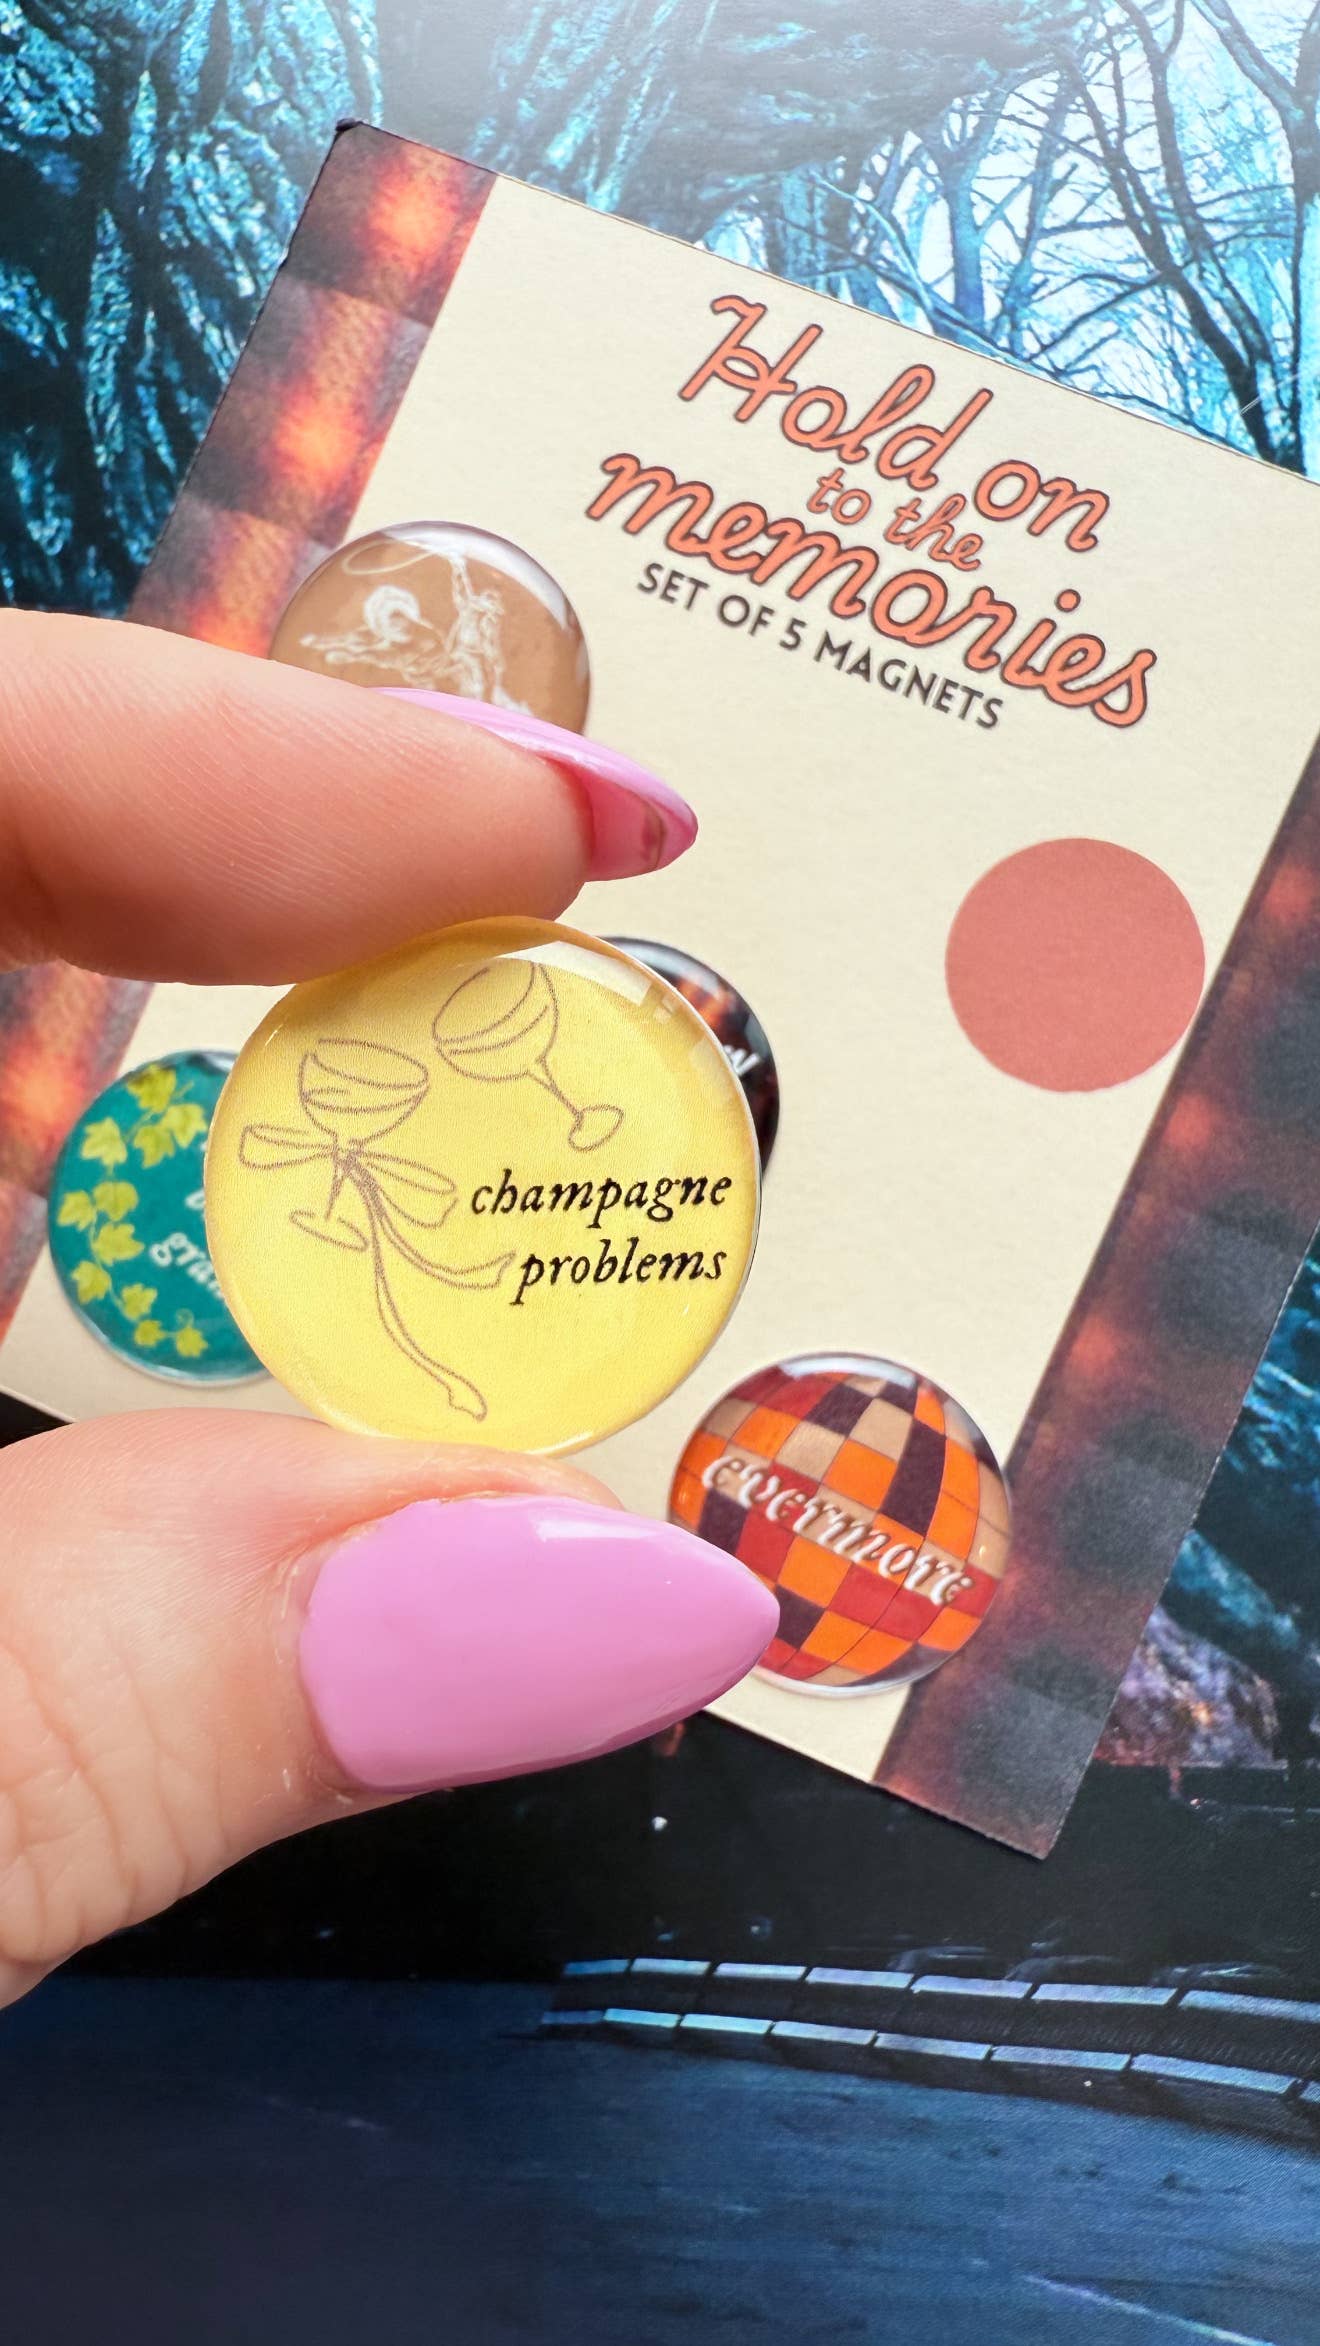 Hold on
to the
memories
SET OF 5 MAGNETS
champagne
problems
evermore